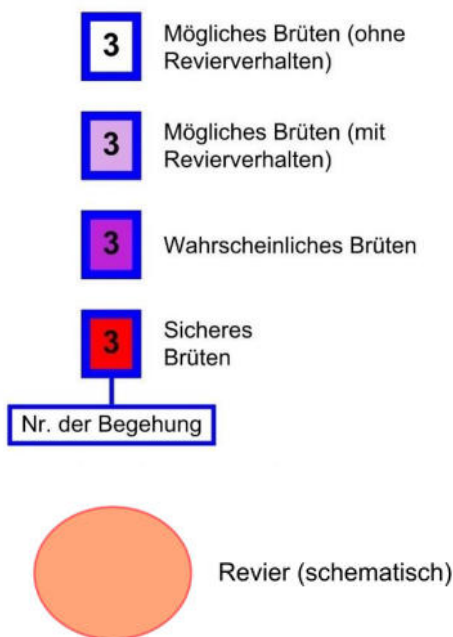 3
Mögliches Brüten (ohne
Revierverhalten)
3
Mögliches Brüten (mit
Revierverhalten)
3
Wahrscheinliches Brüten
3
Sicheres
Brüten
Nr. der Begehung
Revier (schematisch)